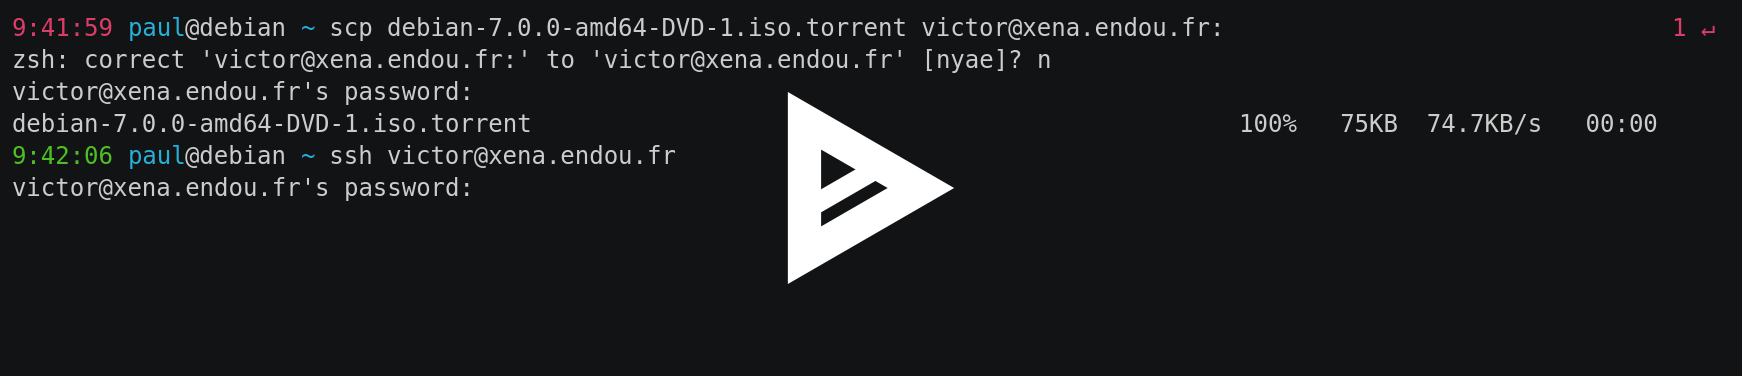 9:41:59 paul@debian ~ scp debian-7.0.0-amd64-DVD-1.iso.torrent victor@xena.endou.fr: 1 ↵
zsh: correct 'victor@xena.endou.fr:' to 'victor@xena.endou.fr' [nyae]? n
victor@xena.endou.fr's password:
debian-7.0.0-amd64-DVD-1.iso.torrent 100% 75KB 74.7KB/s 00:00
9:42:06 paul@debian ~ ssh victor@xena.endou.fr
victor@xena.endou.fr's password: